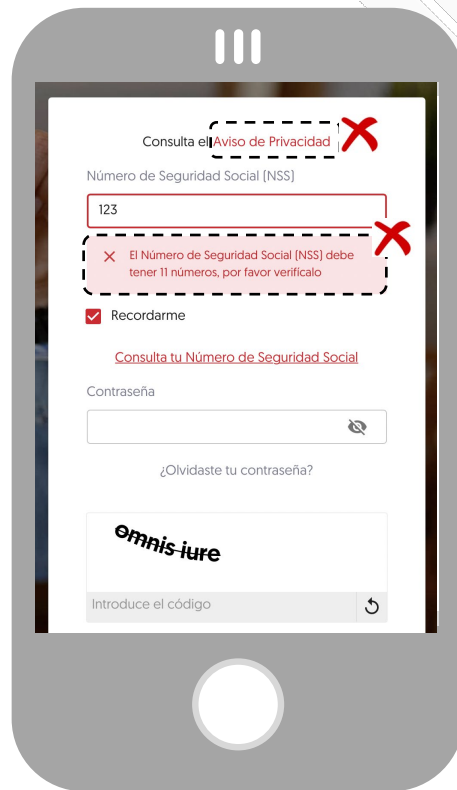 Consulta el Aviso de Privacidad
Número de Seguridad Social (NSS)
123
El Número de Seguridad Social (NSS) debe
tener 11 números, por favor verifícalo
Recordarme
Consulta tu Número de Seguridad Social
Contraseña
¿Olvidaste tu contraseña?
omnis iure
Introduce el código